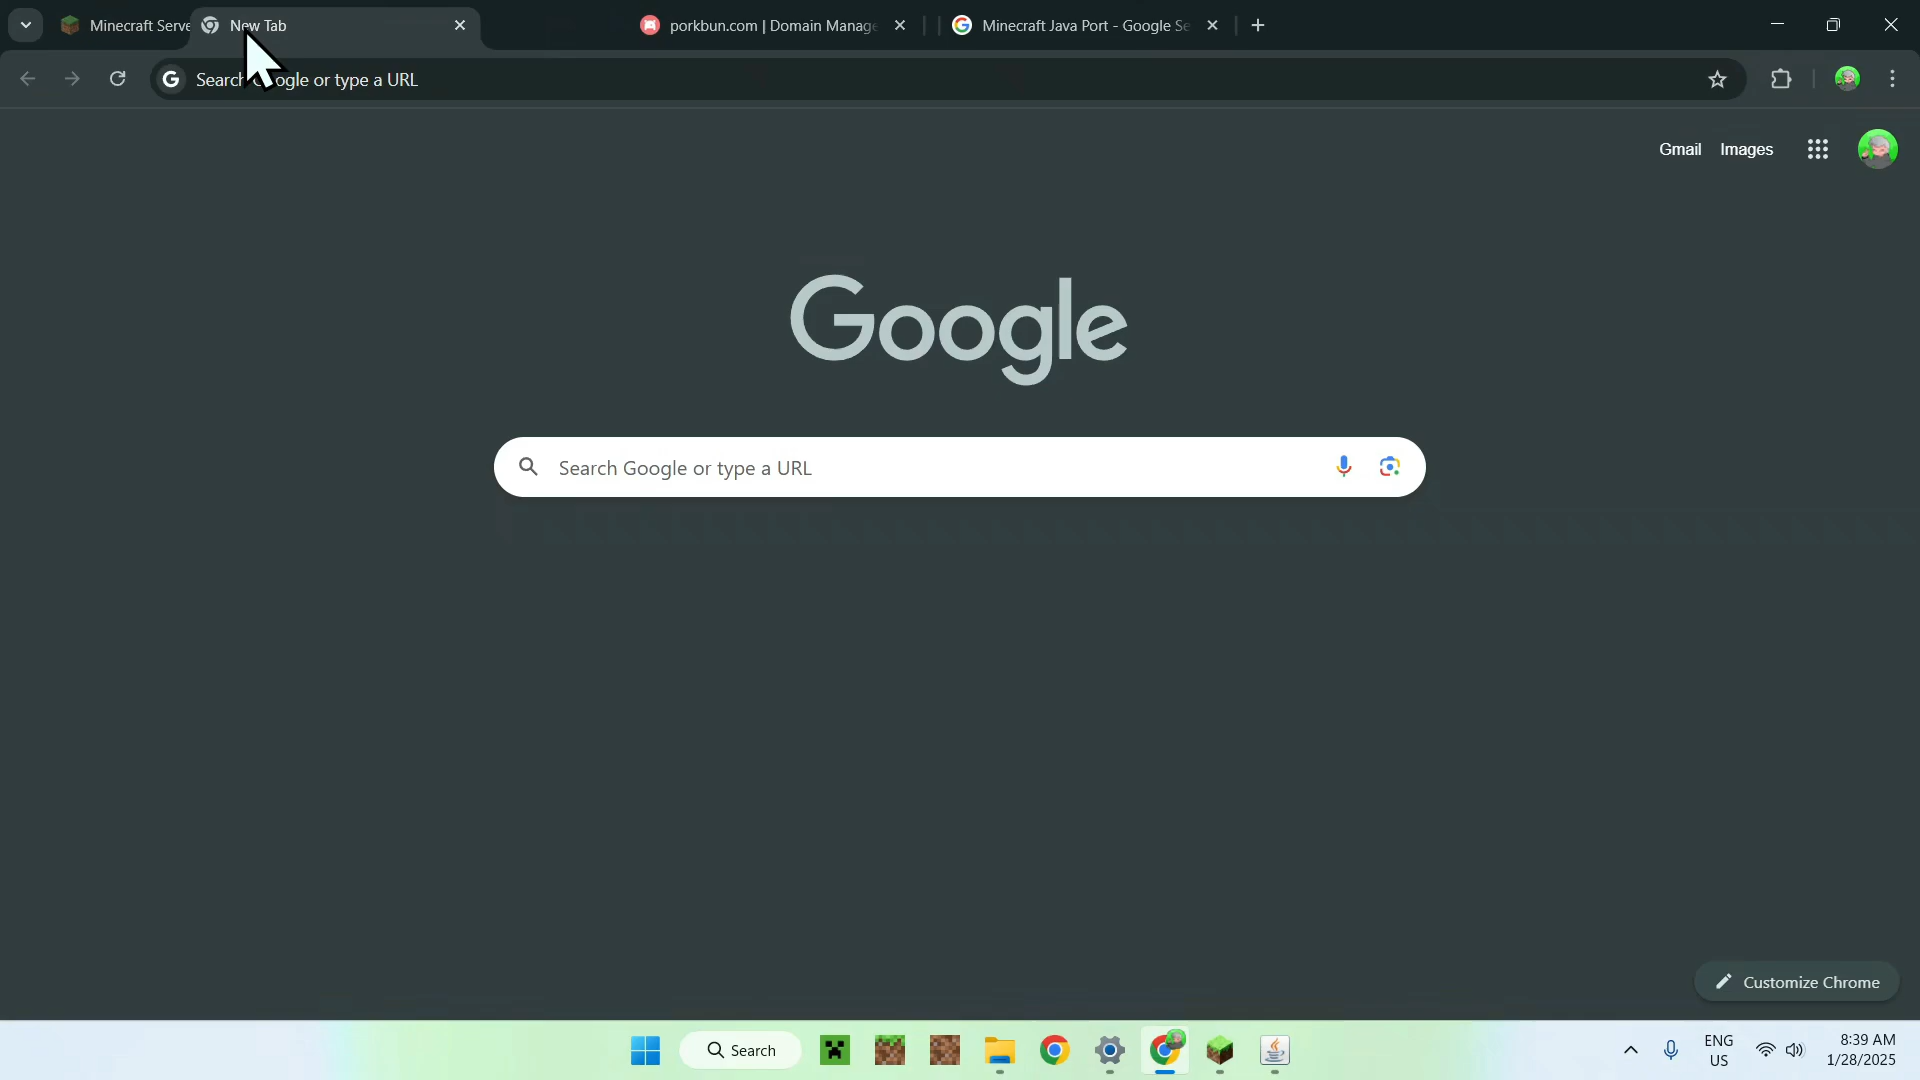 Minecraft Serve
New Tab
porkbun.com | Domain Manage
Minecraft Java Port - Google Se
Search Google or type a URL
Gmail
Images
Google
Search Google or type a URL
Customize Chrome
Search
ENG
US
8:39 AM
1/28/2025